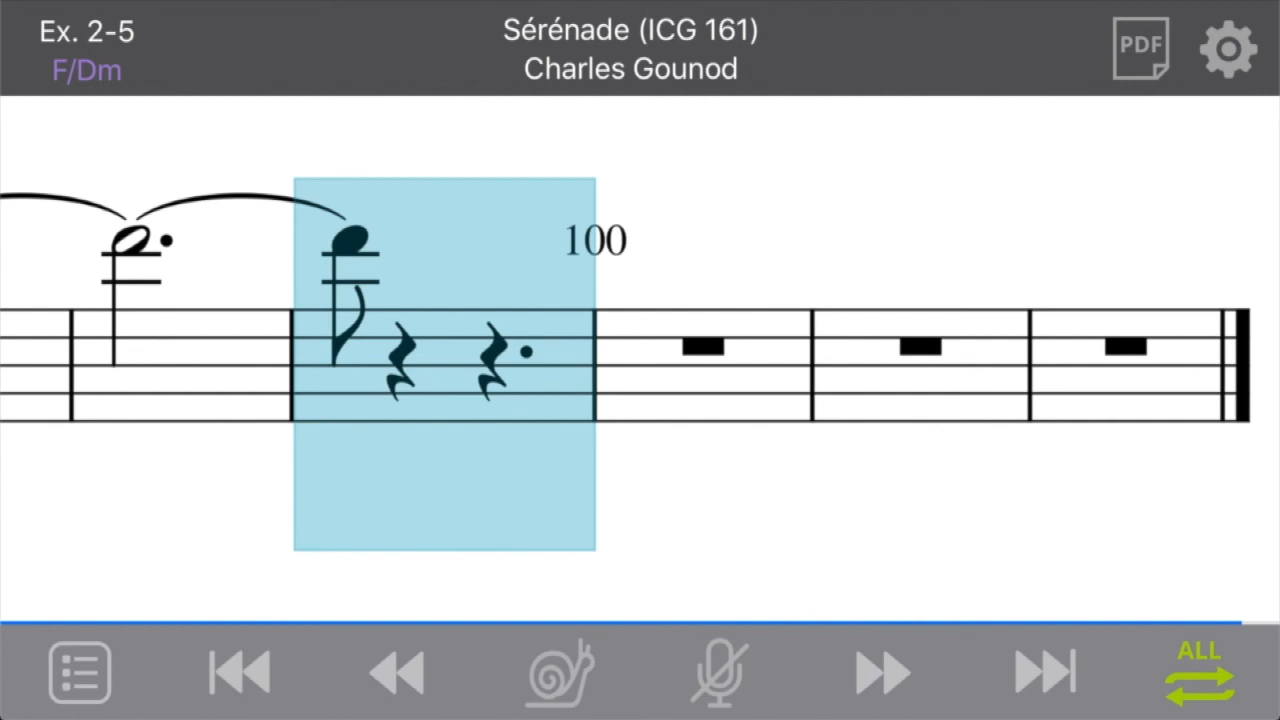 Ex. 2-5
F/Dm
Sérénade (ICG 161)
Charles Gounod
PDF
100
ALL